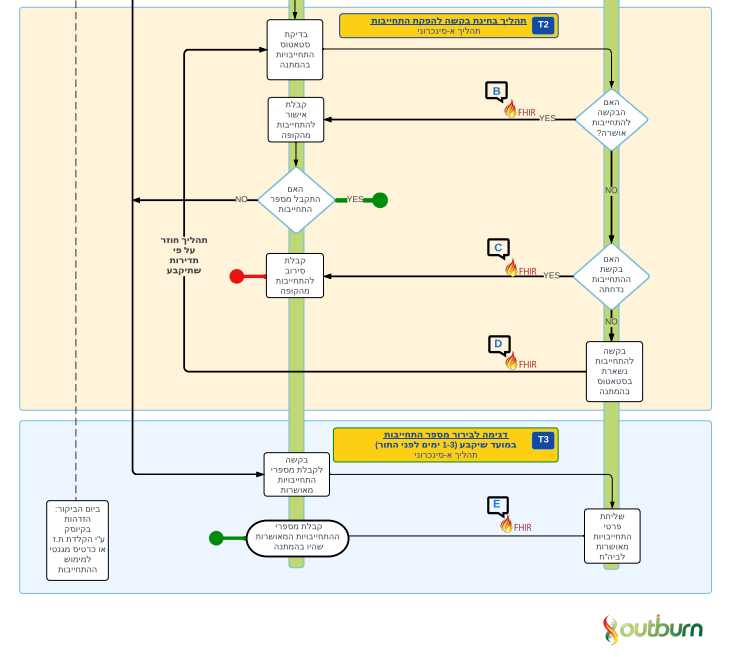 T2
תהליך בחינת בקשה להפקת התחייבות
תהליך א-סינכרוני
בדיקת
סטאטוס
התחייבויות
בהמתנה
B
FHIR
YES
האם
הבקשה
להתחייבות
אושרה?
קבלת
אישור
להתחייבות
מהקופה
NO
האם
התקבל מספר
התחייבות
YES
NO
תהליך חוזר
על פי
תדירות
שתיקבע
C
FHIR
YES
האם
בקשת
ההתחייבות
נדחתה
קבלת
סירוב
להתחייבות
מהקופה
NO
D
FHIR
בקשה
להתחייבות
נשארת
בסטאטוס
בהמתנה
T3
דגימה לבירור מספר התחייבות
במועד שיקבע (1-3 ימים לפני התור)
תהליך א-סינכרוני
בקשה
לקבלת מספרי
התחייבויות
מאושרות
E
FHIR
שליחת
פרטי
התחייבויות
מאושרות
לביה"ח
קבלת מספרי
ההתחייבויות המאושרות
שהיו בהמתנה
ביום הביקור:
הזדהות
בקיוסק
ע"י הקלדת ת.ז
או כרטיס מגנטי
למימוש
ההתחייבות
outburn